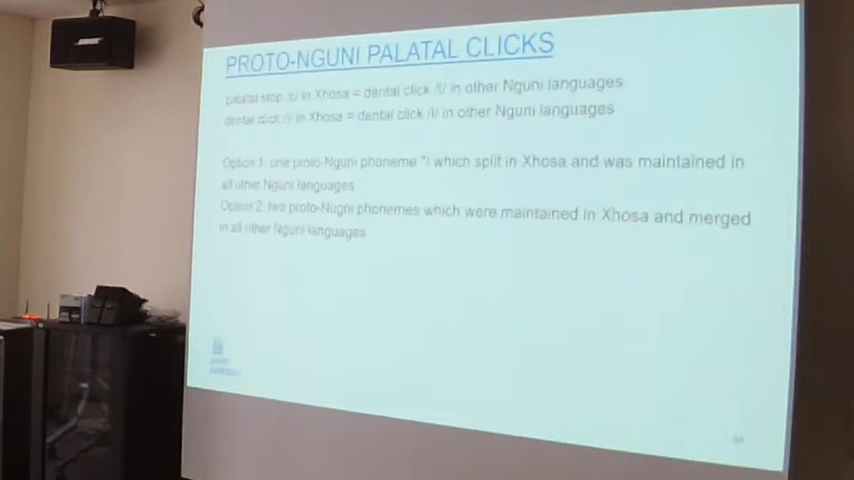 PROTO-NGUNI PALATAL CLICKS
palatal stop /c/ in Xhosa = dental click /ǀ/ in other Nguni languages
dental click /ǀ/ in Xhosa = dental click /ǀ/ in other Nguni languages
Option 1: one proto-Nguni phoneme *ǀ which split in Xhosa and was maintained in
all other Nguni languages
Option 2: two proto-Nugni phonemes which were maintained in Xhosa and merged
in all other Nguni languages